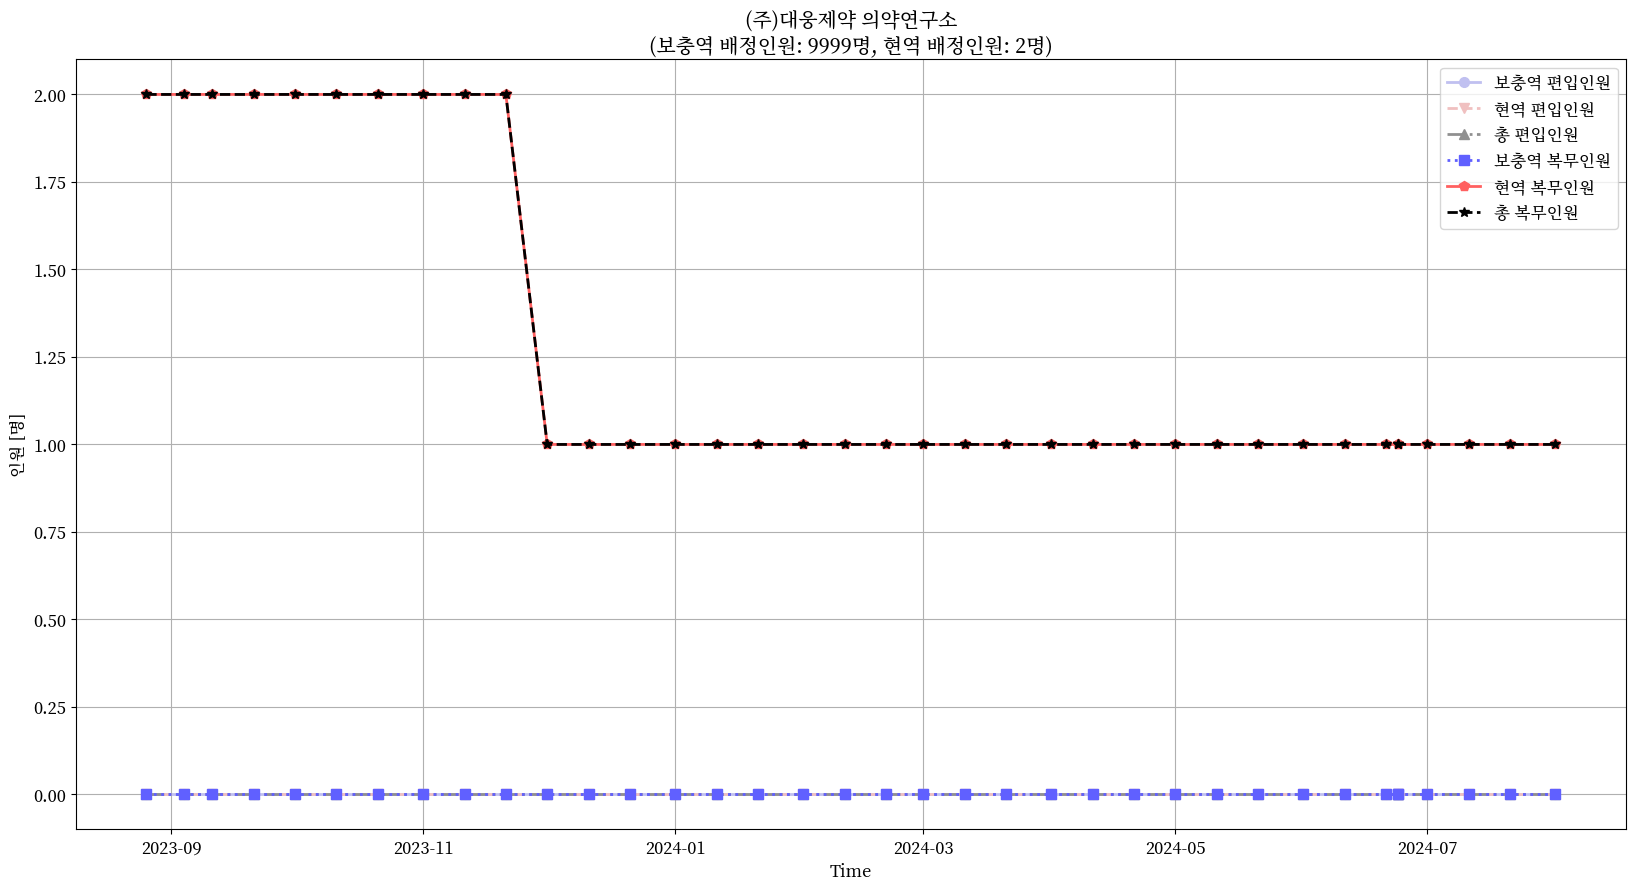 (주)대웅제약 의약연구소
(보충역 배정인원: 9999명, 현역 배정인원: 2명)
보충역 편입인원
현역 편입인원
총 편입인원
보충역 복무인원
현역 복무인원
총 복무인원
2.00
1.75
1.50
1.25
1.00
0.75
0.50
0.25
0.00
인원 [명]
2023-09
2023-11
2024-01
2024-03
2024-05
2024-07
Time